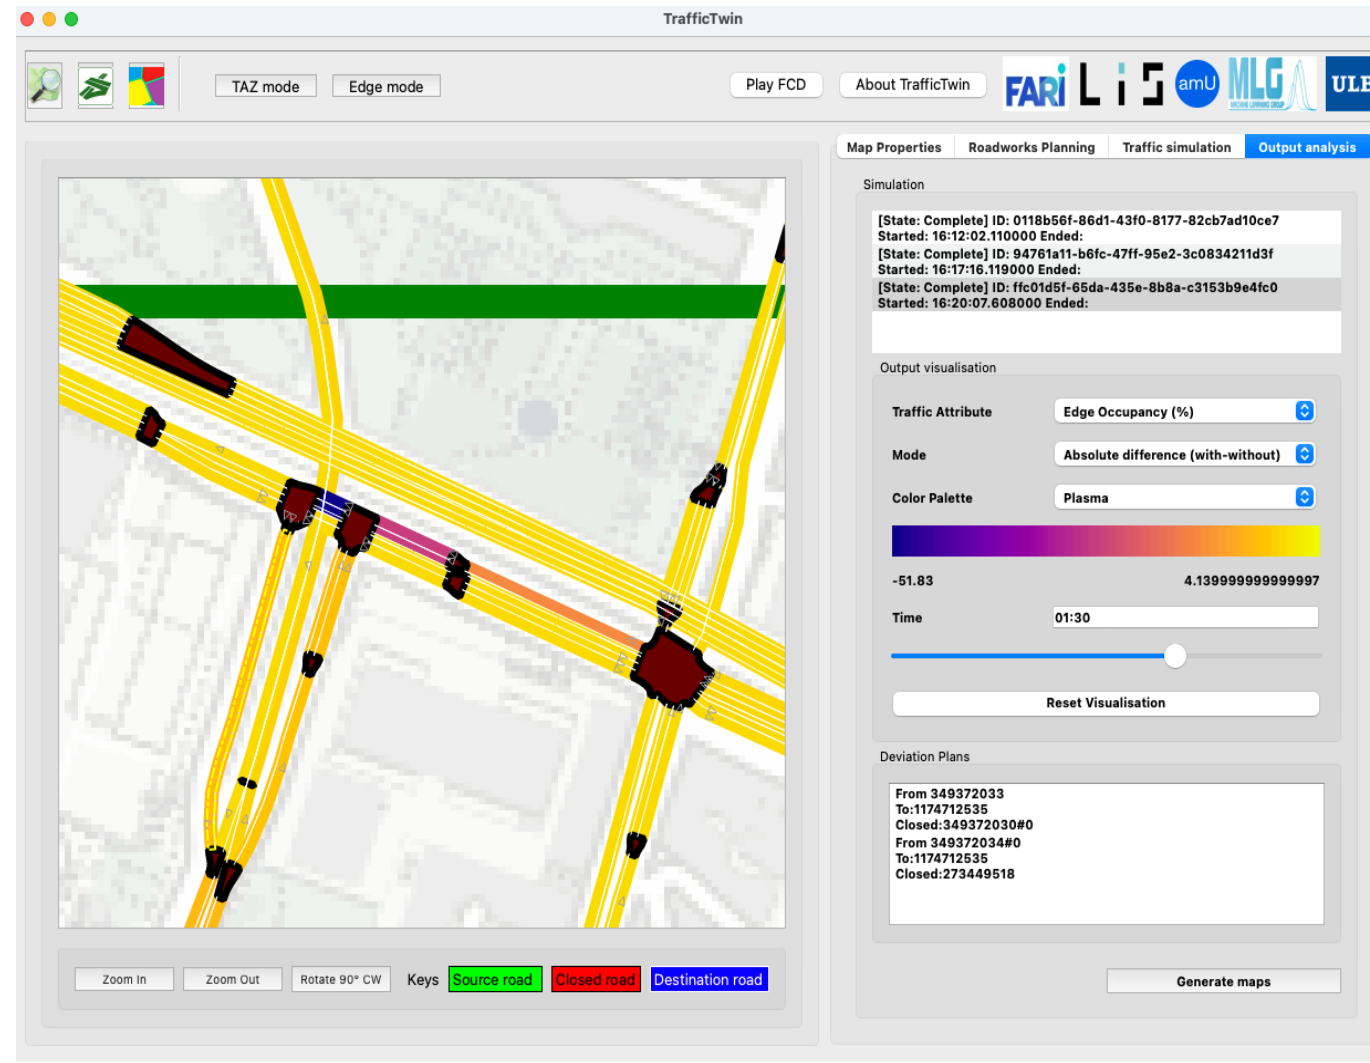 TrafficTwin
TAZ mode
Edge mode
Play FCD
About TrafficTwin
FARi
LiS
amU
MLG
MACHINE LEARNING GROUP
ULB
Map Properties
Roadworks Planning
Traffic simulation
Output analysis
Simulation
[State: Complete] ID: 0118b56f-86d1-43f0-8177-82cb7ad10ce7
Started: 16:12:02.110000 Ended:
[State: Complete] ID: 94761a11-b6fc-47ff-95e2-3c0834211d3f
Started: 16:17:16.119000 Ended:
[State: Complete] ID: ffc01d5f-65da-435e-8b8a-c3153b9e4fc0
Started: 16:20:07.608000 Ended:
Output visualisation
Traffic Attribute
Edge Occupancy (%)
Mode
Absolute difference (with-without)
Color Palette
Plasma
-51.83
4.139999999999997
Time
01:30
Reset Visualisation
Deviation Plans
From 349372033
To:1174712535
Closed:349372030#0
From 349372034#0
To:1174712535
Closed:273449518
Generate maps
Zoom In
Zoom Out
Rotate 90° CW
Keys
Source road
Closed road
Destination road